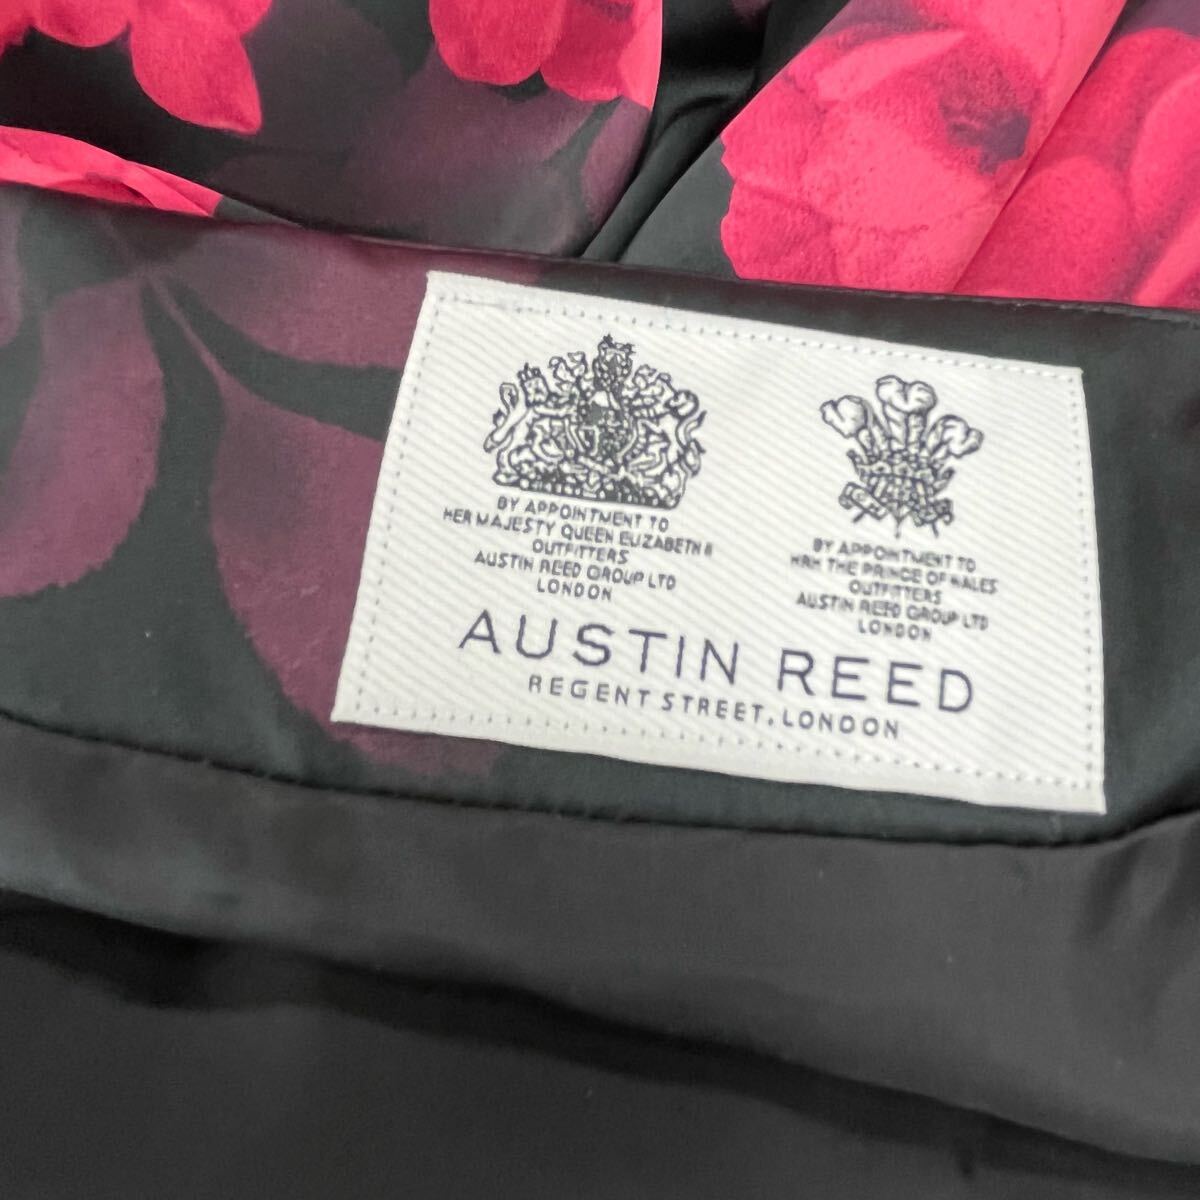 BY APPOINTMENT TO
HER MAJESTY QUEEN ELIZABETH II
OUTFITTERS
AUSTIN REED GROUP LTD
LONDON
BY APPOINTMENT TO
HRH THE PRINCE OF WALES
OUTFITTERS
AUSTIN REED GROUP LTD
LONDON
AUSTIN REED
REGENT STREET, LONDON